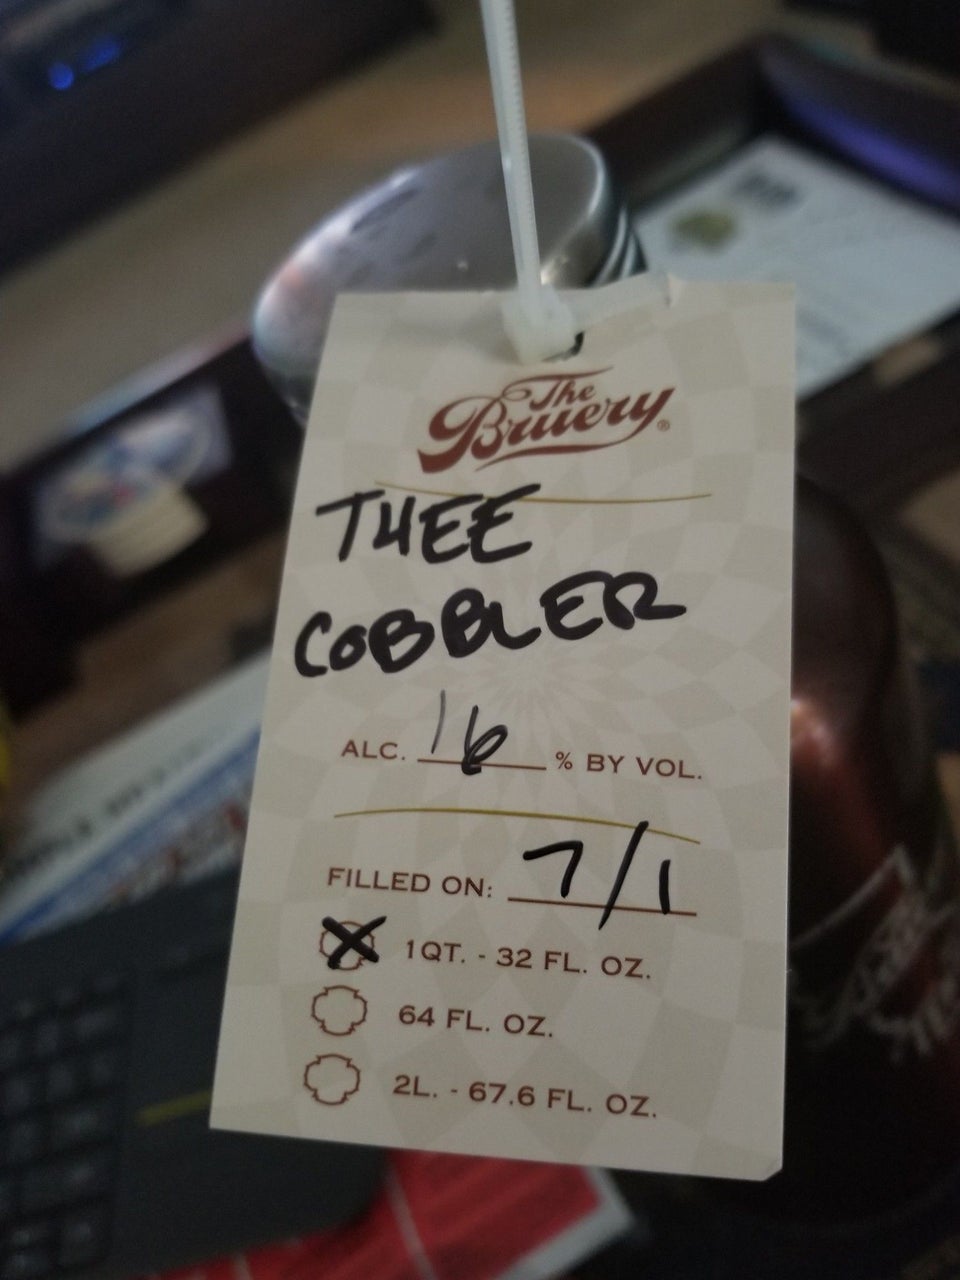 The
Bruery®
THEE
COBBLER
ALC. 16 % BY VOL.
FILLED ON: 7/1
X 1QT. - 32 FL. OZ.
64 FL. OZ.
2L. - 67.6 FL. OZ.